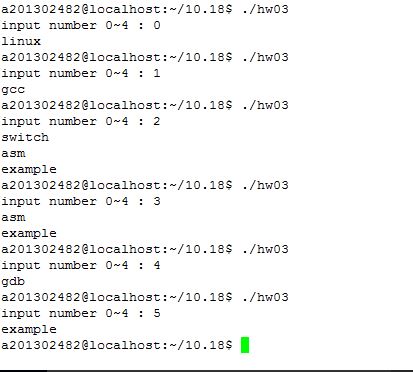 a201302482@localhost:~/10.18$ ./hw03
input number 0~4 : 0
linux
a201302482@localhost:~/10.18$ ./hw03
input number 0~4 : 1
gcc
a201302482@localhost:~/10.18$ ./hw03
input number 0~4 : 2
switch
asm
example
a201302482@localhost:~/10.18$ ./hw03
input number 0~4 : 3
asm
example
a201302482@localhost:~/10.18$ ./hw03
input number 0~4 : 4
gdb
a201302482@localhost:~/10.18$ ./hw03
input number 0~4 : 5
example
a201302482@localhost:~/10.18$